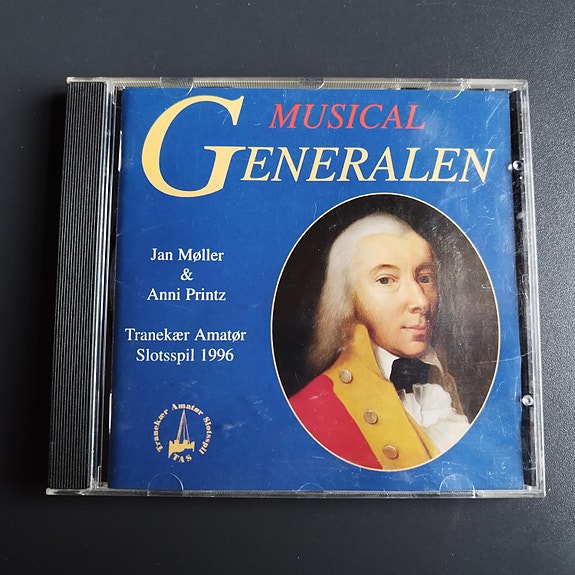 MUSICAL
GENERALEN
Jan Møller
&
Anni Printz
Tranekær Amatør
Slotsspil 1996
Tranekær Amatør Slotsspil
TAS